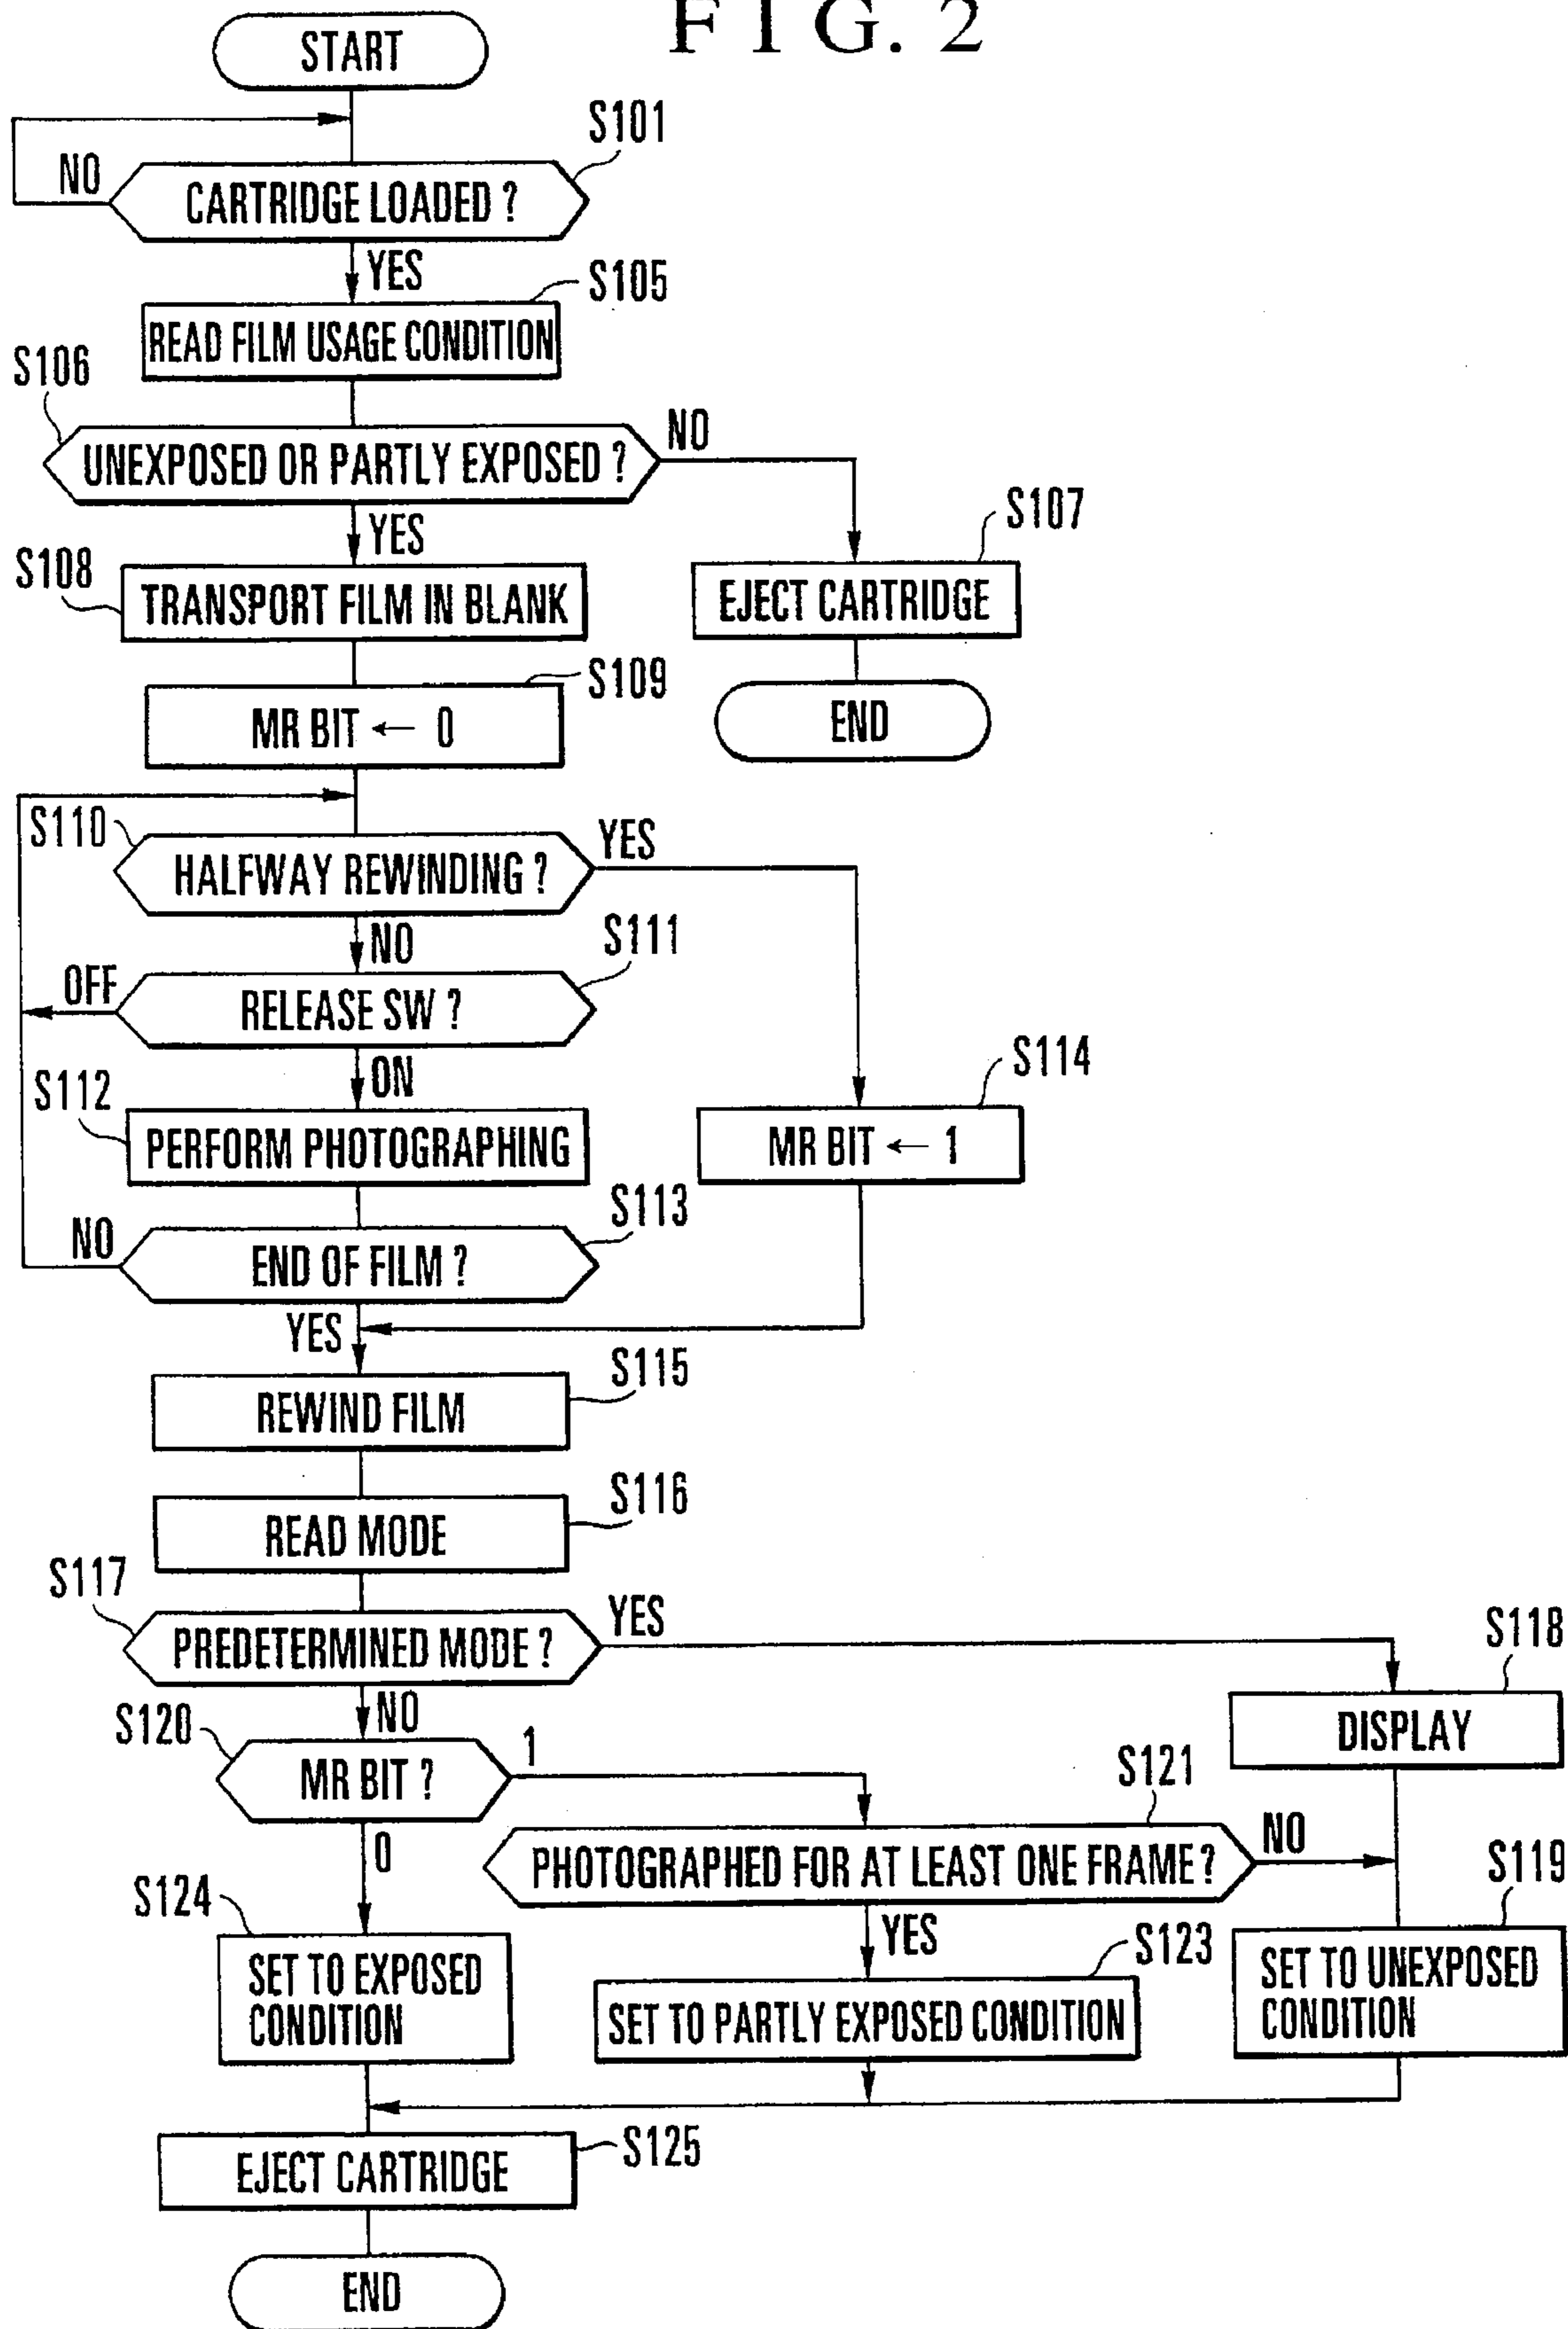 FIG. 2
START
S101
NO
CARTRIDGE LOADED ?
YES
S105
READ FILM USAGE CONDITION
S106
UNEXPOSED OR PARTLY EXPOSED ?
NO
YES
S107
S108
TRANSPORT FILM IN BLANK
EJECT CARTRIDGE
S109
MR BIT ← 0
END
S110
HALFWAY REWINDING ?
YES
NO
S111
OFF
RELEASE SW ?
ON
S112
S114
PERFORM PHOTOGRAPHING
MR BIT ← 1
S113
NO
END OF FILM ?
YES
S115
REWIND FILM
S116
READ MODE
S117
PREDETERMINED MODE ?
YES
S118
NO
DISPLAY
S120
MR BIT ?
1
S121
0
PHOTOGRAPHED FOR AT LEAST ONE FRAME ?
NO
S119
S124
YES
S123
SET TO EXPOSED
CONDITION
SET TO PARTLY EXPOSED CONDITION
SET TO UNEXPOSED
CONDITION
S125
EJECT CARTRIDGE
END